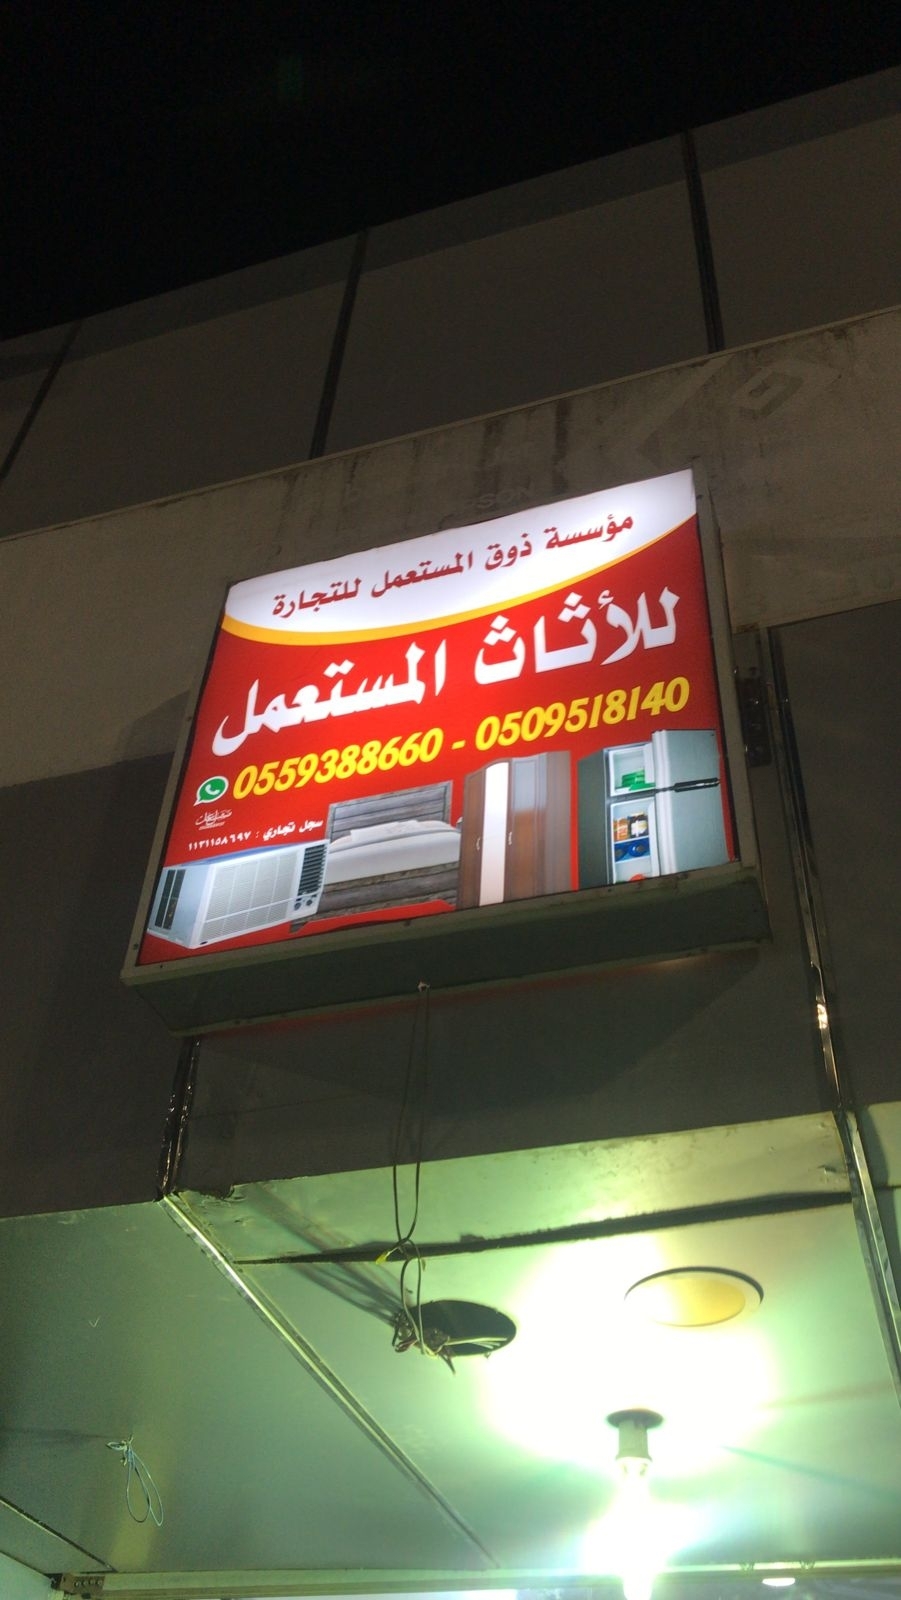 مؤسسة ذوق المستعمل للتجارة
للأثاث المستعمل
0559388660 - 0509518140
سجل تجاري : ١١٣١١٥٨٦٩٧